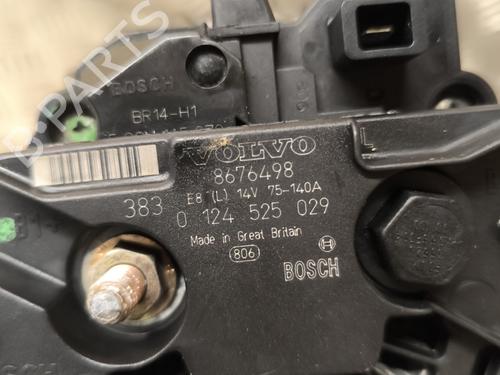 B-PARTS
BOSCH
BR14-H1
L
VOLVO
8676498
E8 (L) 14V 75-140A
383 0 124 525 029
Made in Great Britain
806
BOSCH